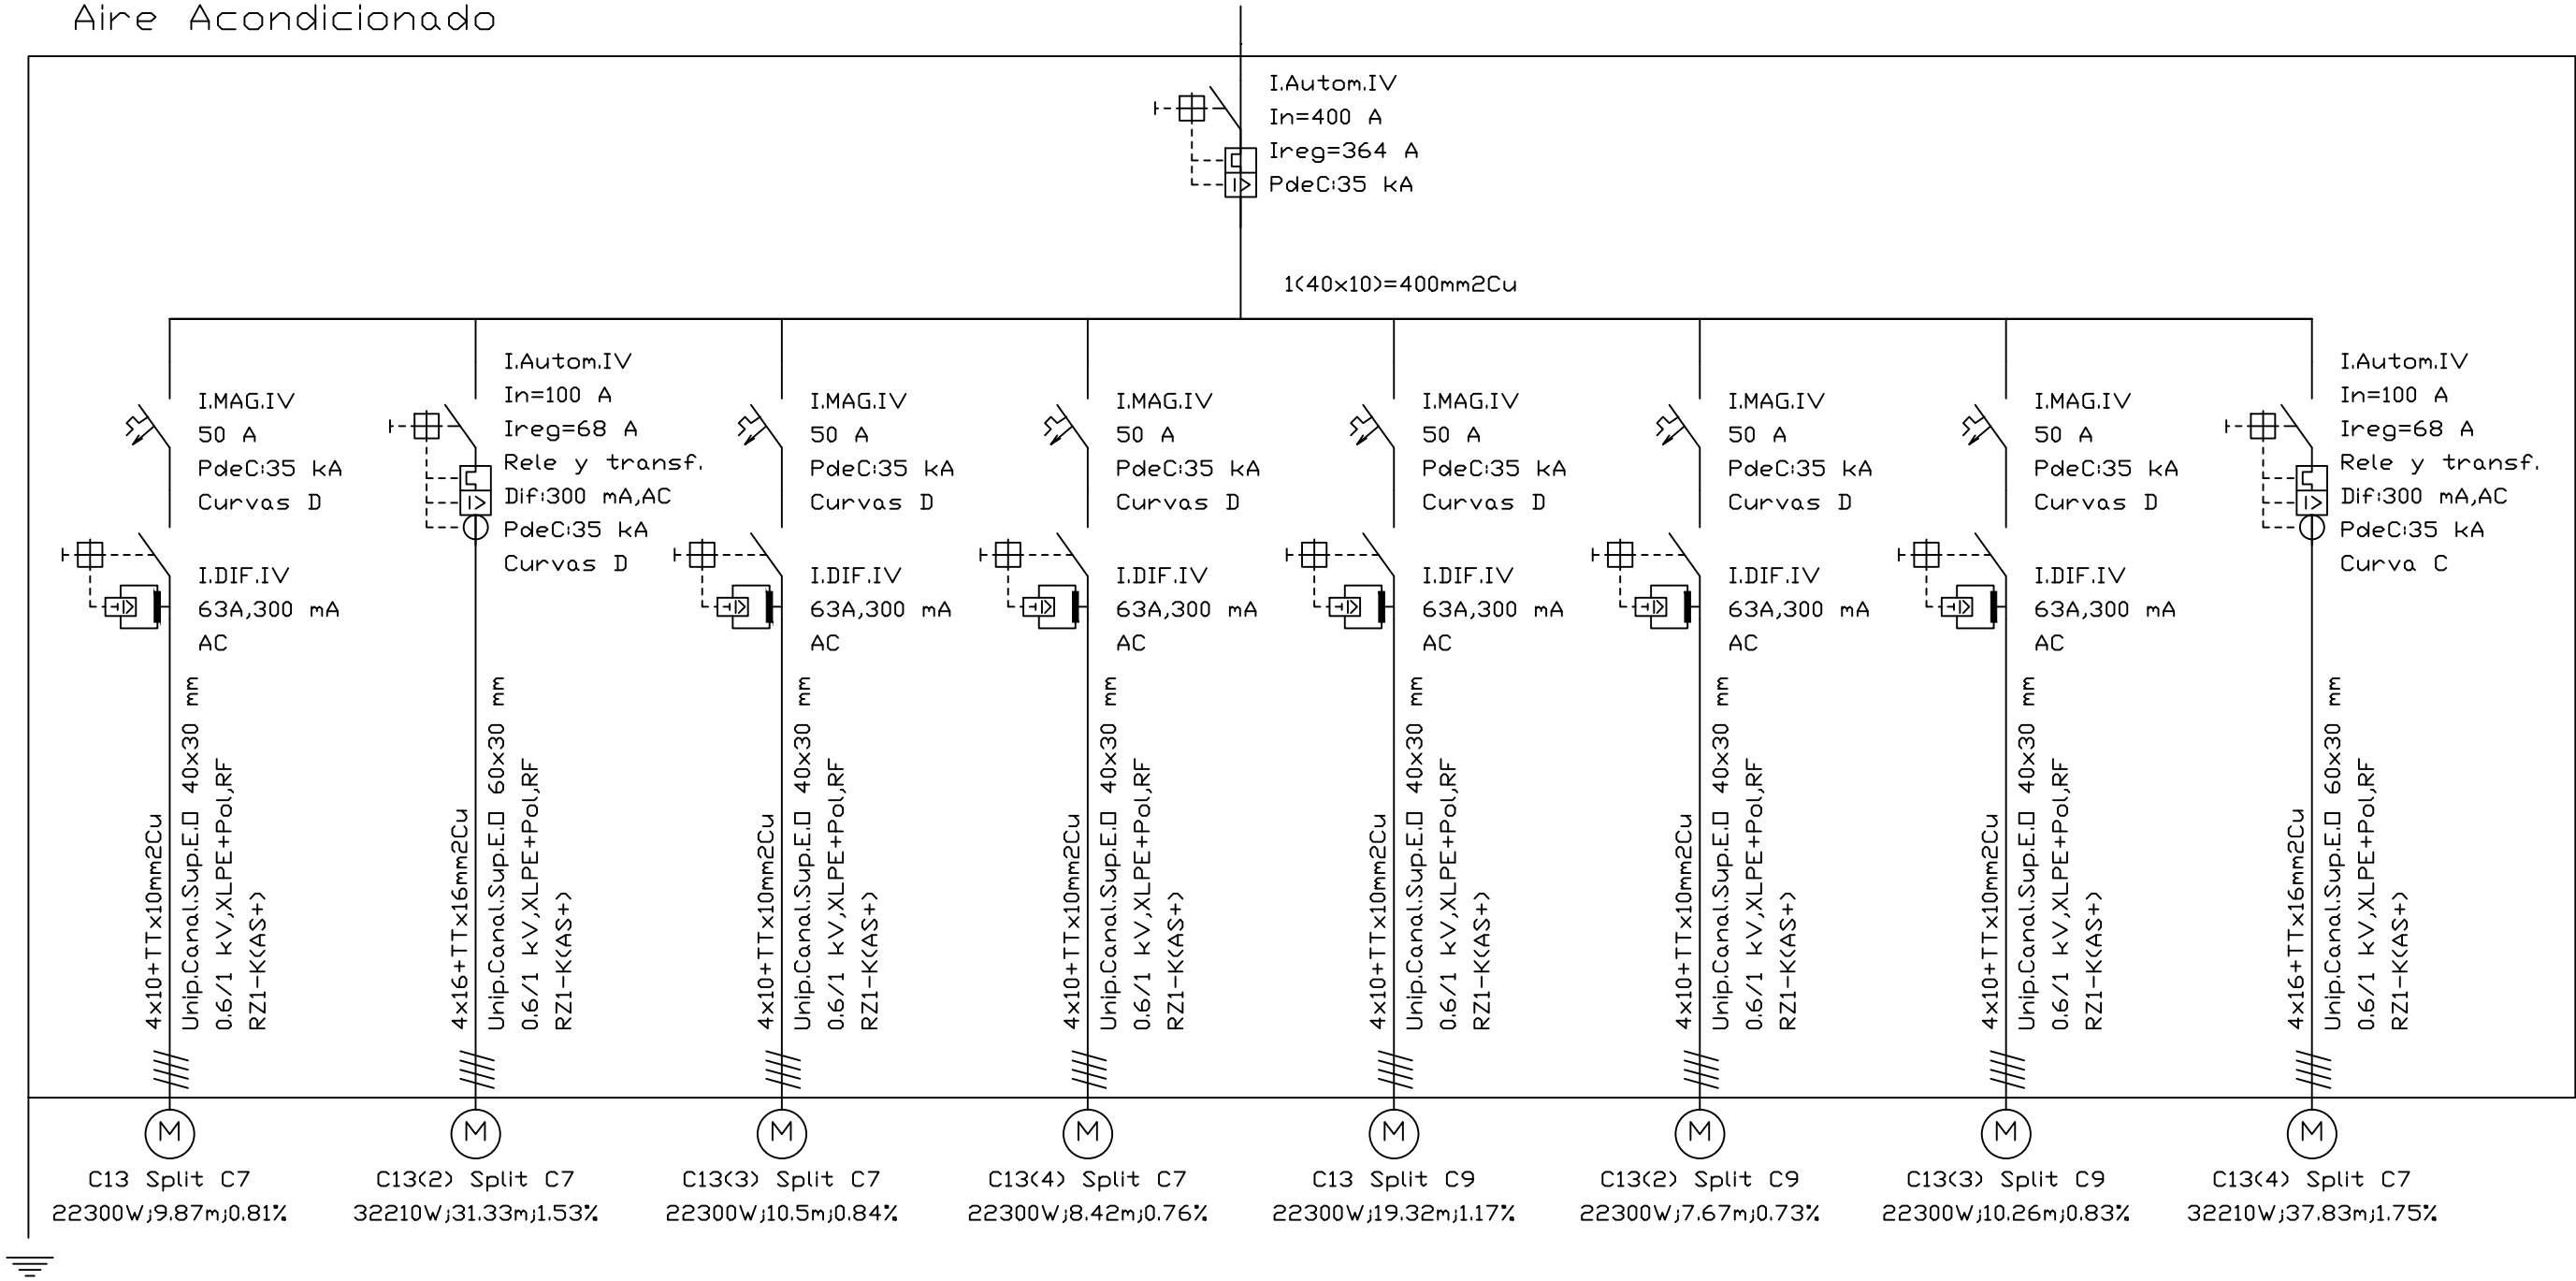 Aire Acondicionado
I.Autom.IV
In=400 A
Ireg=364 A
PdeC:35 kA
1(40x10)=400mm2Cu
I.MAG.IV
50 A
PdeC:35 kA
Curvas D
I.DIF.IV
63A,300 mA
AC
4x10+TTx10mm2Cu
Unip.Canal.Sup.E.□ 40x30 mm
0.6/1 kV,XLPE+Pol,RF
RZ1-K(AS+)
M
C13 Split C7
22300W;9.87m;0.81%
I.Autom.IV
In=100 A
Ireg=68 A
Rele y transf.
Dif:300 mA,AC
PdeC:35 kA
Curvas D
4x16+TTx16mm2Cu
Unip.Canal.Sup.E.□ 60x30 mm
0.6/1 kV,XLPE+Pol,RF
RZ1-K(AS+)
M
C13(2) Split C7
32210W;31.33m;1.53%
I.MAG.IV
50 A
PdeC:35 kA
Curvas D
I.DIF.IV
63A,300 mA
AC
4x10+TTx10mm2Cu
Unip.Canal.Sup.E.□ 40x30 mm
0.6/1 kV,XLPE+Pol,RF
RZ1-K(AS+)
M
C13(3) Split C7
22300W;10.5m;0.84%
I.MAG.IV
50 A
PdeC:35 kA
Curvas D
I.DIF.IV
63A,300 mA
AC
4x10+TTx10mm2Cu
Unip.Canal.Sup.E.□ 40x30 mm
0.6/1 kV,XLPE+Pol,RF
RZ1-K(AS+)
M
C13(4) Split C7
22300W;8.42m;0.76%
I.MAG.IV
50 A
PdeC:35 kA
Curvas D
I.DIF.IV
63A,300 mA
AC
4x10+TTx10mm2Cu
Unip.Canal.Sup.E.□ 40x30 mm
0.6/1 kV,XLPE+Pol,RF
RZ1-K(AS+)
M
C13 Split C9
22300W;19.32m;1.17%
I.MAG.IV
50 A
PdeC:35 kA
Curvas D
I.DIF.IV
63A,300 mA
AC
4x10+TTx10mm2Cu
Unip.Canal.Sup.E.□ 40x30 mm
0.6/1 kV,XLPE+Pol,RF
RZ1-K(AS+)
M
C13(2) Split C9
22300W;7.67m;0.73%
I.MAG.IV
50 A
PdeC:35 kA
Curvas D
I.DIF.IV
63A,300 mA
AC
4x10+TTx10mm2Cu
Unip.Canal.Sup.E.□ 40x30 mm
0.6/1 kV,XLPE+Pol,RF
RZ1-K(AS+)
M
C13(3) Split C9
22300W;10.26m;0.83%
I.Autom.IV
In=100 A
Ireg=68 A
Rele y transf.
Dif:300 mA,AC
PdeC:35 kA
Curva C
4x16+TTx16mm2Cu
Unip.Canal.Sup.E.□ 60x30 mm
0.6/1 kV,XLPE+Pol,RF
RZ1-K(AS+)
M
C13(4) Split C7
32210W;37.83m;1.75%